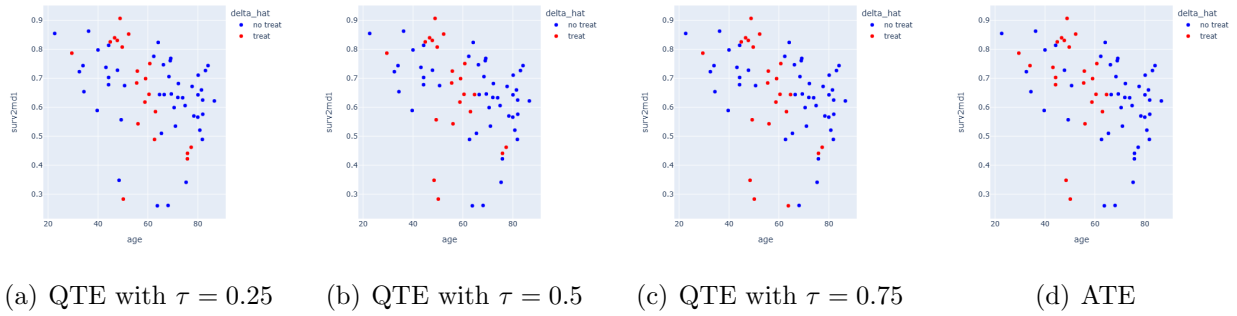 delta_hat
no treat
treat
0.9
0.8
0.7
0.6
0.5
0.4
0.3
surv2md1
20
40
60
80
age
delta_hat
no treat
treat
0.9
0.8
0.7
0.6
0.5
0.4
0.3
surv2md1
20
40
60
80
age
delta_hat
no treat
treat
0.9
0.8
0.7
0.6
0.5
0.4
0.3
surv2md1
20
40
60
80
age
delta_hat
no treat
treat
0.9
0.8
0.7
0.6
0.5
0.4
0.3
surv2md1
20
40
60
80
age
(a) QTE with τ = 0.25
(b) QTE with τ = 0.5
(c) QTE with τ = 0.75
(d) ATE